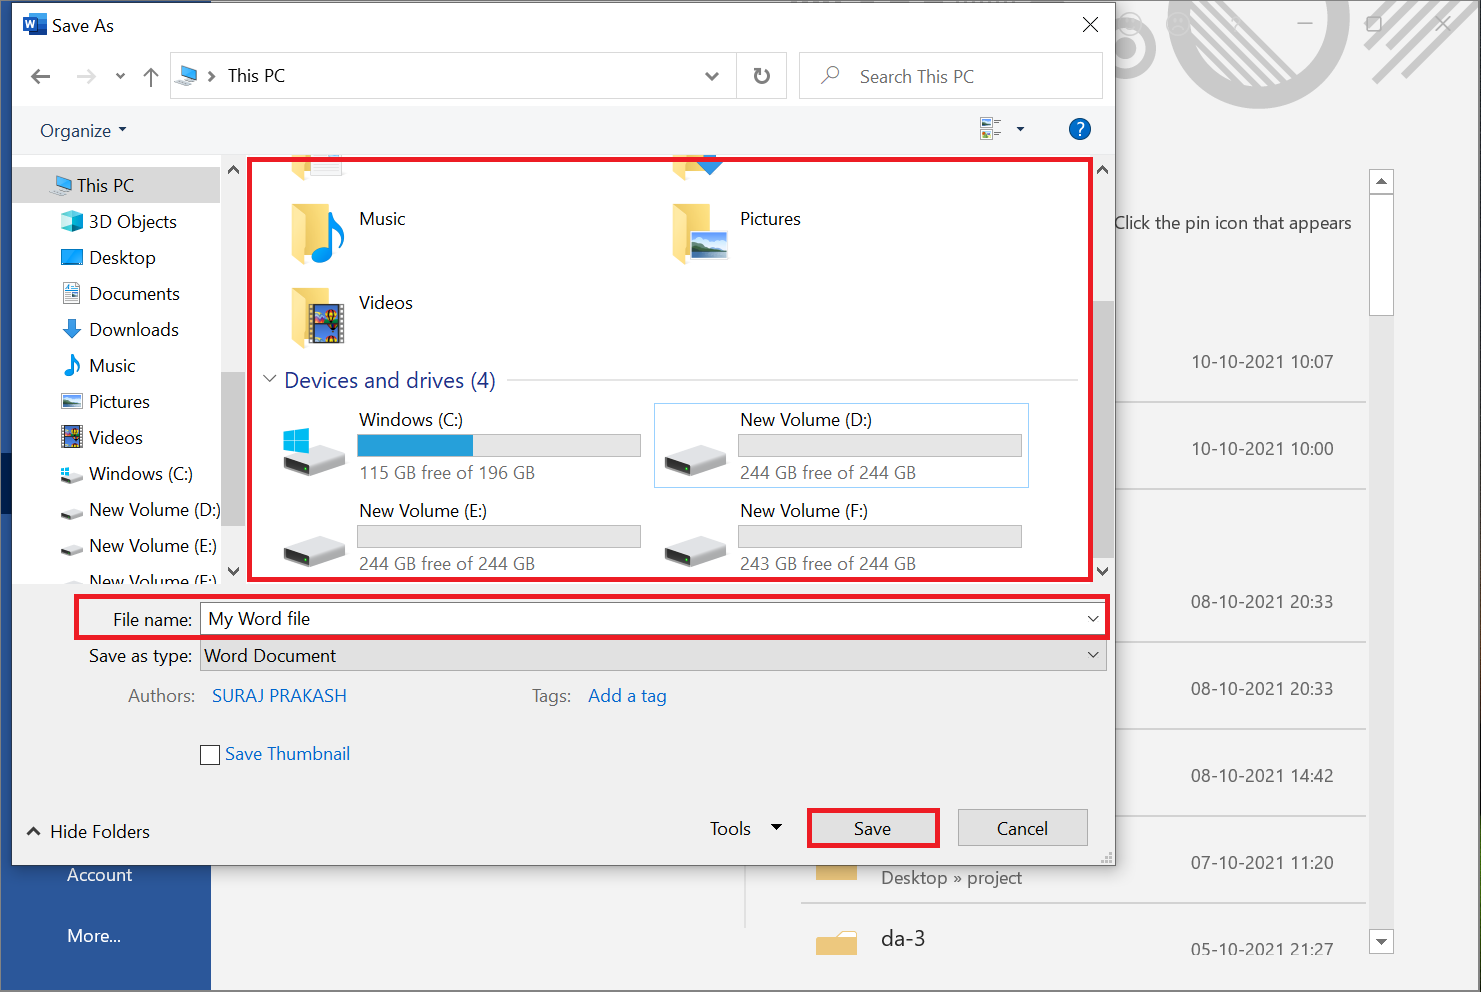 Save As
This PC
Search This PC
Organize
?
This PC
3D Objects
Desktop
Documents
Downloads
Music
Pictures
Videos
Windows (C:)
New Volume (D:)
New Volume (E:)
New Volume (F:)
Music
Pictures
Videos
Devices and drives (4)
Windows (C:)
115 GB free of 196 GB
New Volume (D:)
244 GB free of 244 GB
New Volume (E:)
244 GB free of 244 GB
New Volume (F:)
243 GB free of 244 GB
File name: My Word file
Save as type: Word Document
Authors: SURAJ PRAKASH Tags: Add a tag
Save Thumbnail
Hide Folders
Tools
Save
Cancel
Account
More...
Click the pin icon that appears
10-10-2021 10:07
10-10-2021 10:00
08-10-2021 20:33
08-10-2021 20:33
08-10-2021 14:42
07-10-2021 11:20
Desktop » project
da-3
05-10-2021 21:27